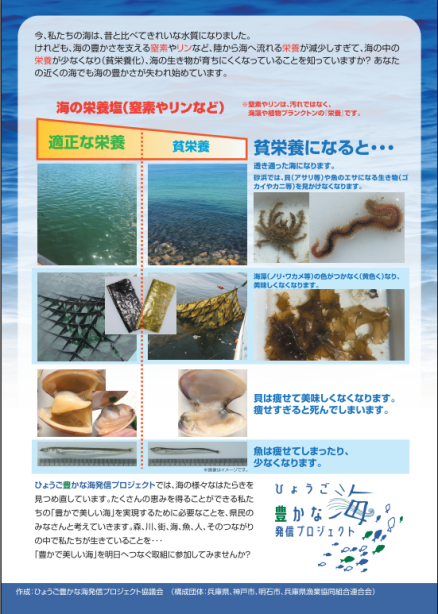 今、私たちの海は、昔と比べてきれいな水質になりました。
けれども、海の豊かさを支える窒素やリンなど、陸から海へ流れる栄養が減少しすぎて、海の中の
栄養が少なくなり(貧栄養化)、海の生き物が育ちにくくなっていることを知っていますか? あなた
の近くの海でも海の豊かさが失われ始めています。
海の栄養塩(窒素やリンなど)
※窒素やリンは、汚れではなく、
海藻や植物プランクトンの「栄養」です。
適正な栄養
貧栄養
貧栄養になると・・・
透き通った海になります。
砂浜では、貝(アサリ等)や魚のエサになる生き物(ゴ
カイやカニ等)を見かけなくなります。
海藻(ノリ・ワカメ等)の色がつかなく(黄色く)なり、
美味しくなくなります。
貝は痩せて美味しくなくなります。
痩せすぎると死んでしまいます。
魚は痩せてしまったり、
少なくなります。
※画像はイメージです。
ひょうご豊かな海発信プロジェクトでは、海の様々なはたらきを
見つめ直しています。たくさんの恵みを得ることができる私た
ちの「豊かで美しい海」を実現するために必要なことを、県民の
みなさんと考えていきます。森、川、街、海、魚、人、そのつながり
の中で私たちが生きていることを・・・
「豊かで美しい海」を明日へつなぐ取組に参加してみませんか?
ひょうご
豊かな海
発信プロジェクト
作成:ひょうご豊かな海発信プロジェクト協議会 (構成団体:兵庫県、神戸市、明石市、兵庫県漁業協同組合連合会)